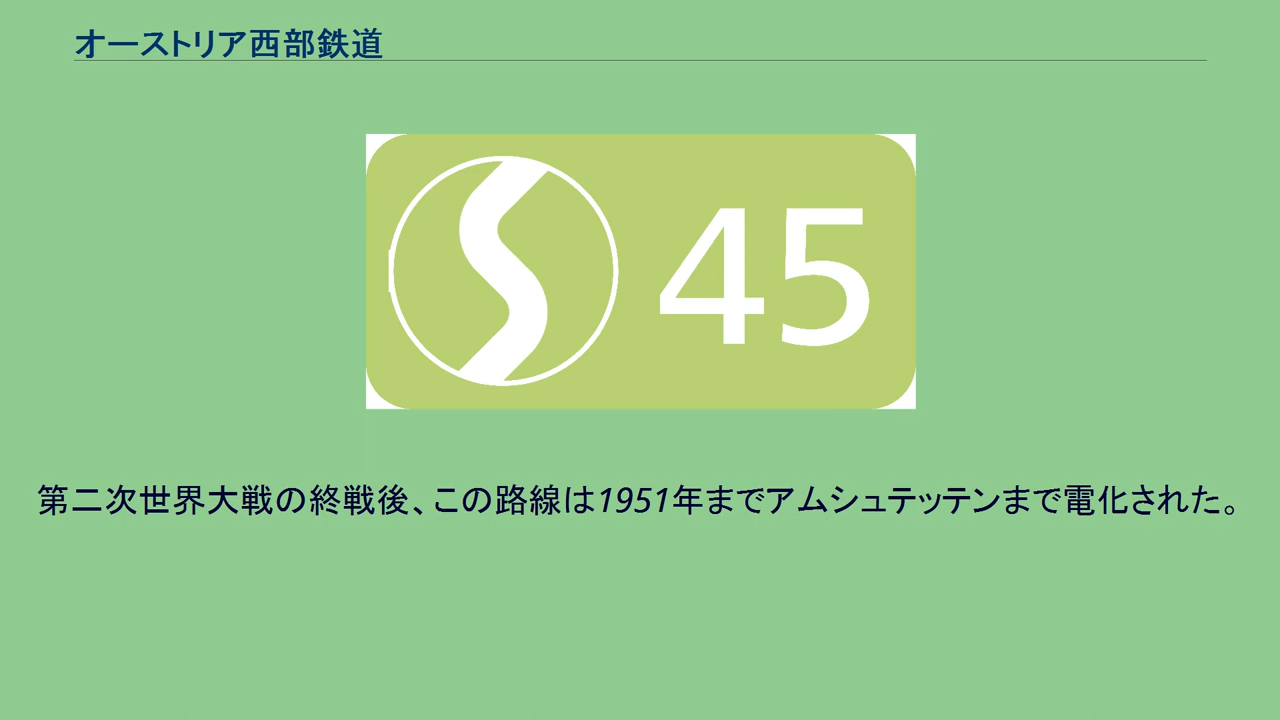 オーストリア西部鉄道
S 45
第二次世界大戦の終戦後、この路線は1951年までアムシュテッテンまで電化された。